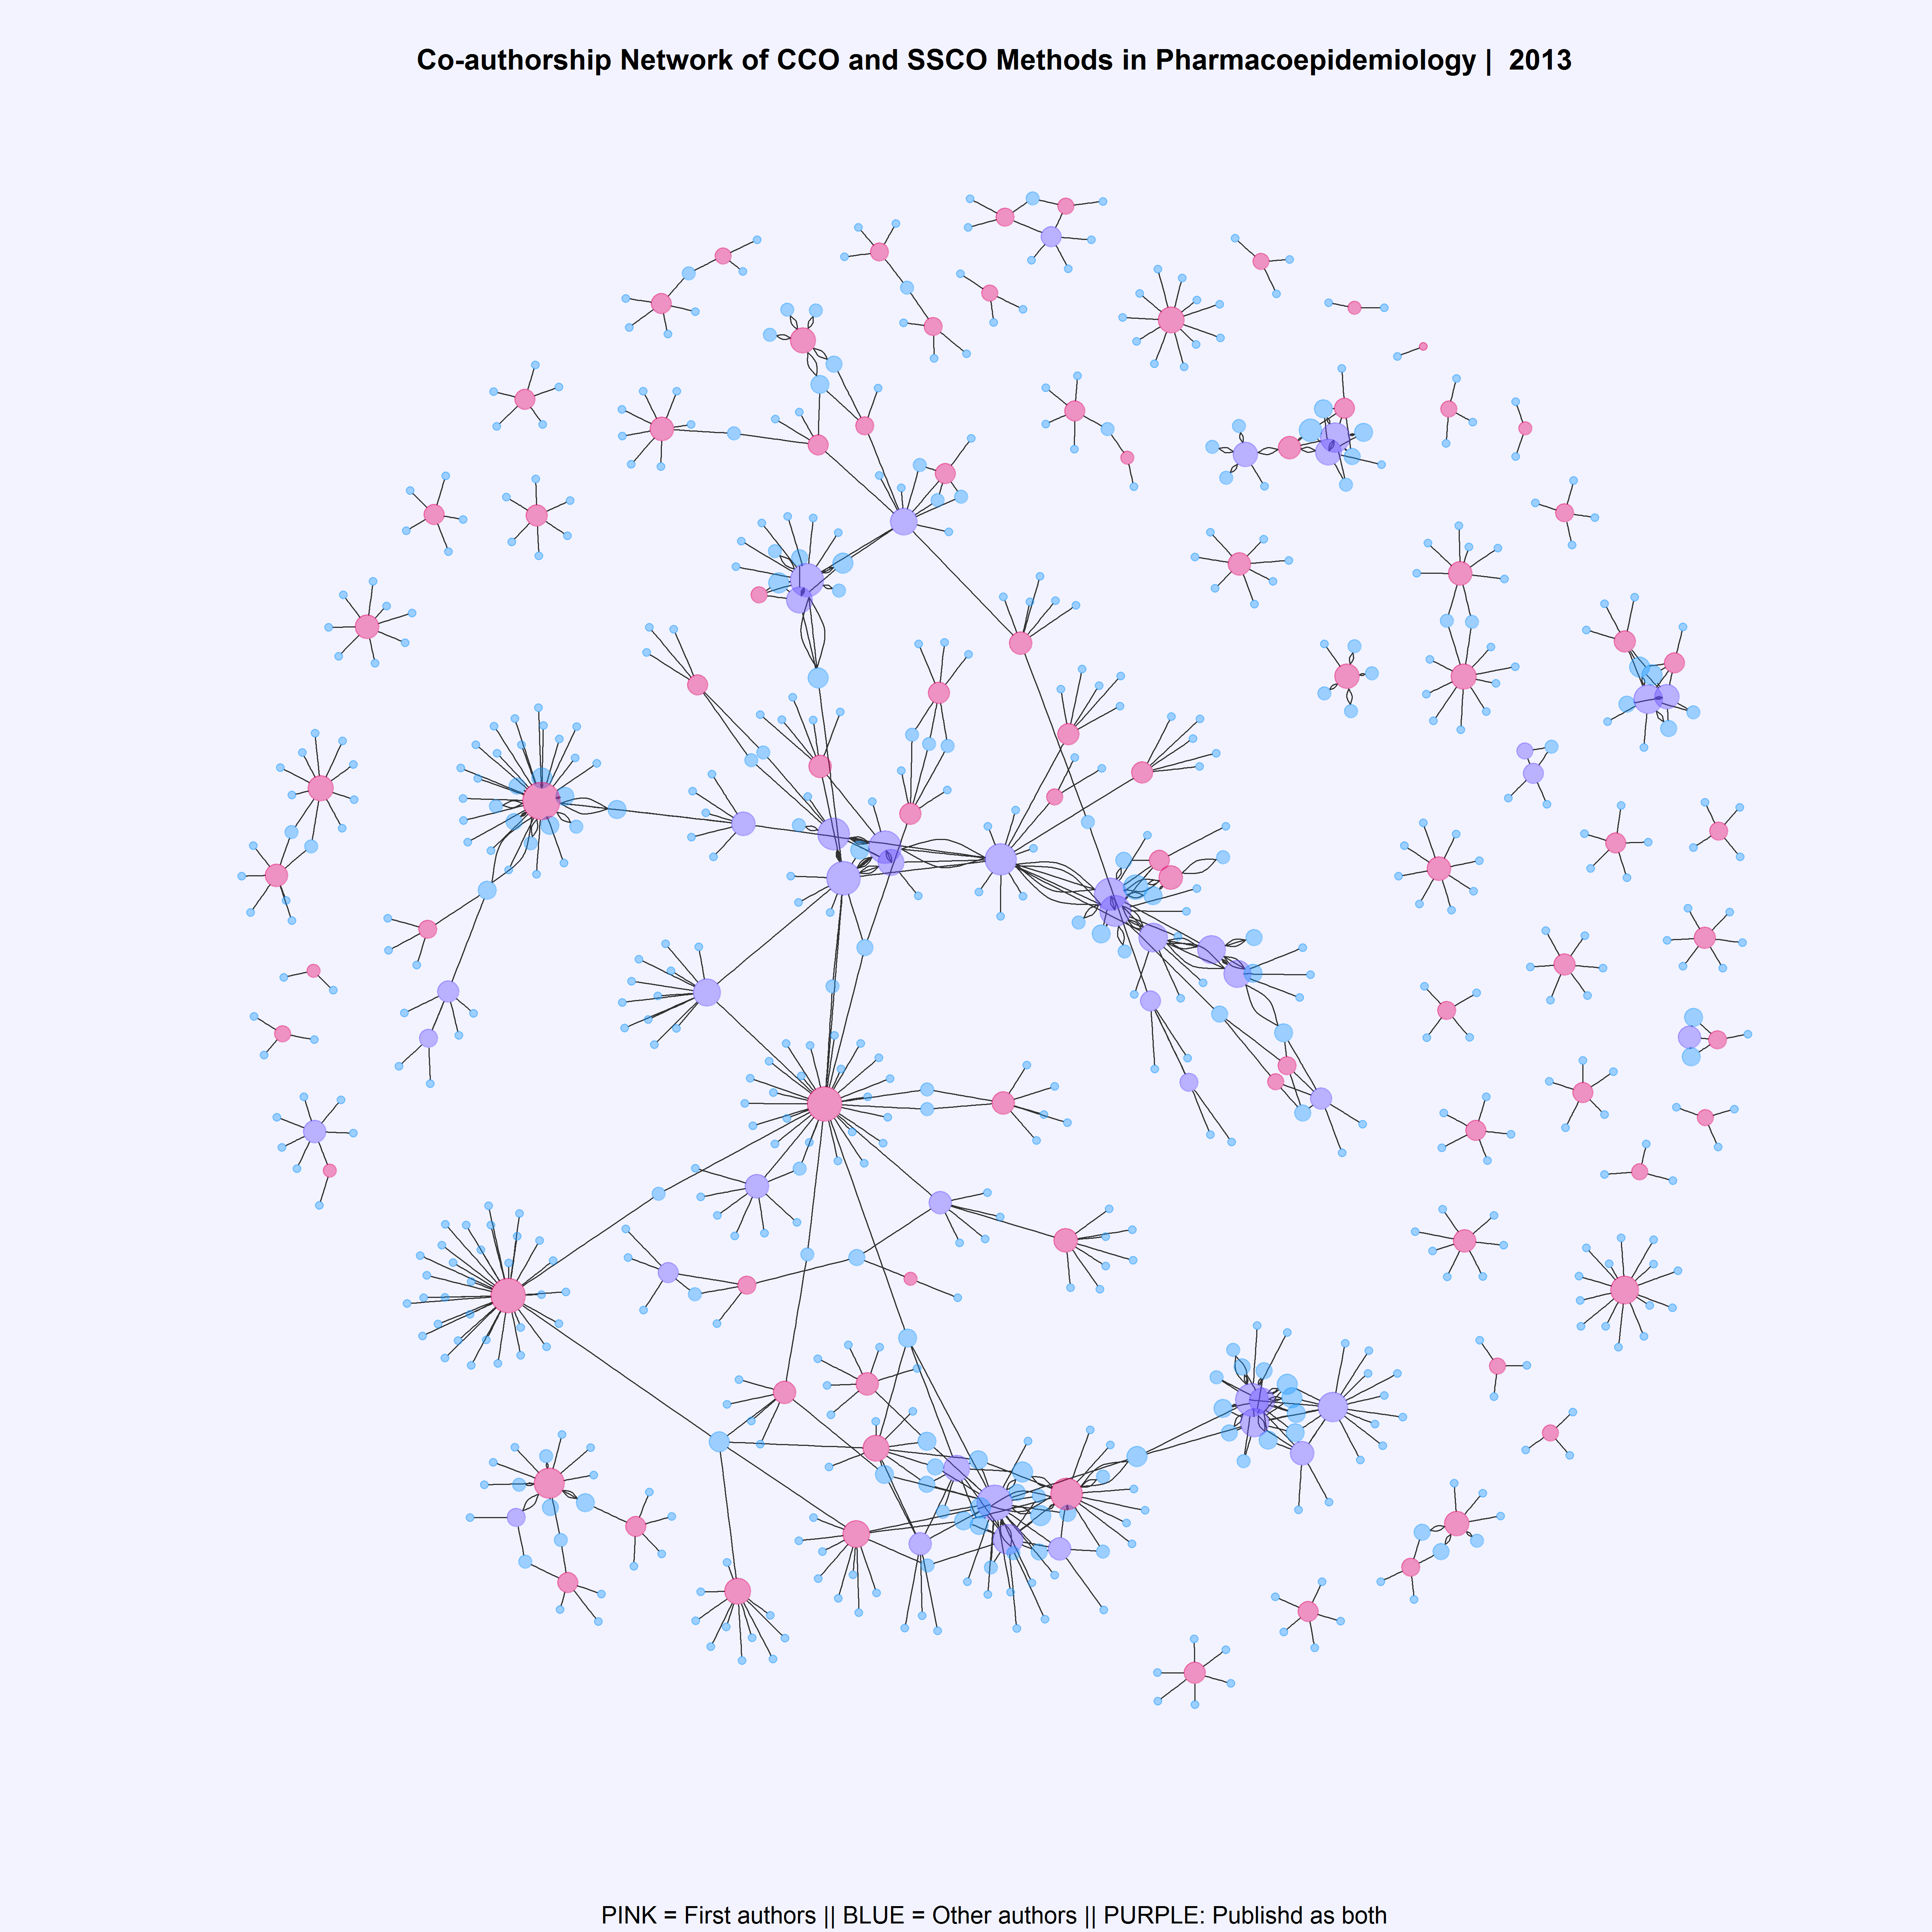 Co-authorship Network of CCO and SSCO Methods in Pharmacoepidemiology |  2013
PINK = First authors || BLUE = Other authors || PURPLE: Publishd as both